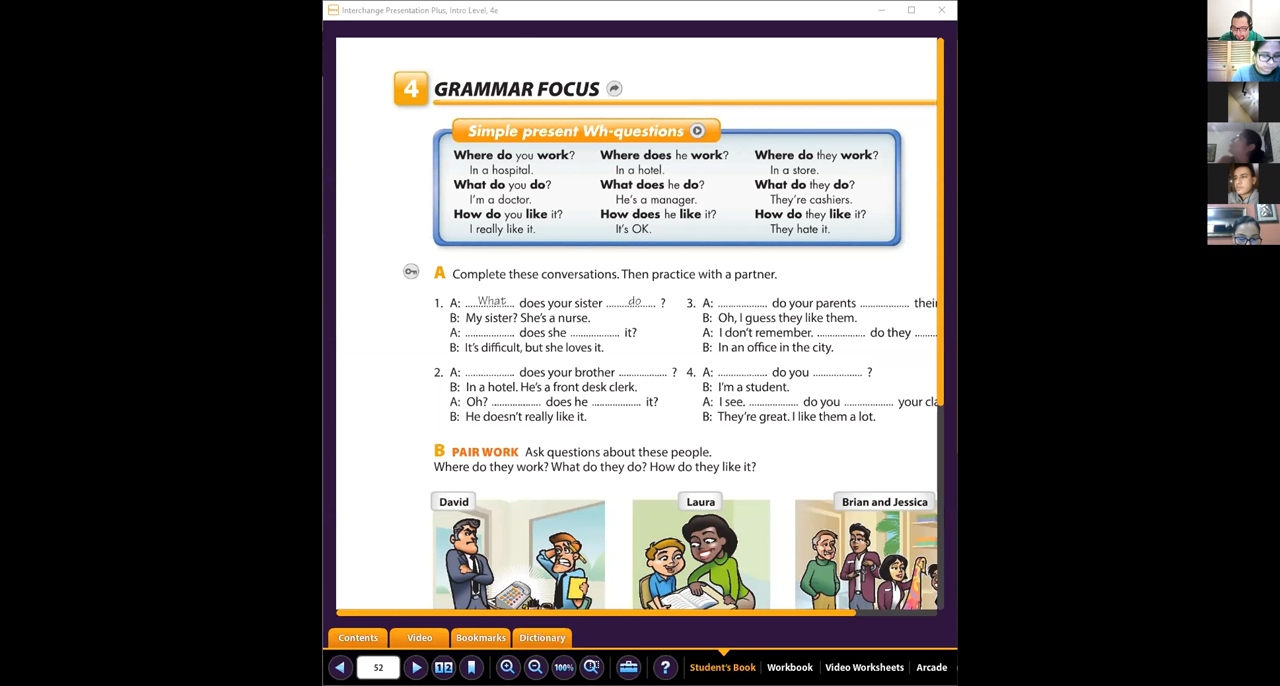 Interchange Presentation Plus, Intro Level, 4e
4 GRAMMAR FOCUS
Simple present Wh-questions
Where do you work? Where does he work? Where do they work?
In a hospital. In a hotel. In a store.
What do you do? What does he do? What do they do?
I'm a doctor. He's a manager. They're cashiers.
How do you like it? How does he like it? How do they like it?
I really like it. It's OK. They hate it.
A Complete these conversations. Then practice with a partner.
1. A: ...What... does your sister ...do... ?
B: My sister? She's a nurse.
A: ................ does she ................ it?
B: It's difficult, but she loves it.
2. A: ................ does your brother ................ ?
B: In a hotel. He's a front desk clerk.
A: Oh? ................ does he ................ it?
B: He doesn't really like it.
3. A: ................ do your parents ................ their
B: Oh, I guess they like them.
A: I don't remember. ................ do they .......
B: In an office in the city.
4. A: ................ do you ................ ?
B: I'm a student.
A: I see. ................ do you ................ your cla
B: They're great. I like them a lot.
B PAIR WORK Ask questions about these people.
Where do they work? What do they do? How do they like it?
David
Laura
Brian and Jessica
Contents Video Bookmarks Dictionary
52 12 100% ? Student's Book Workbook Video Worksheets Arcade